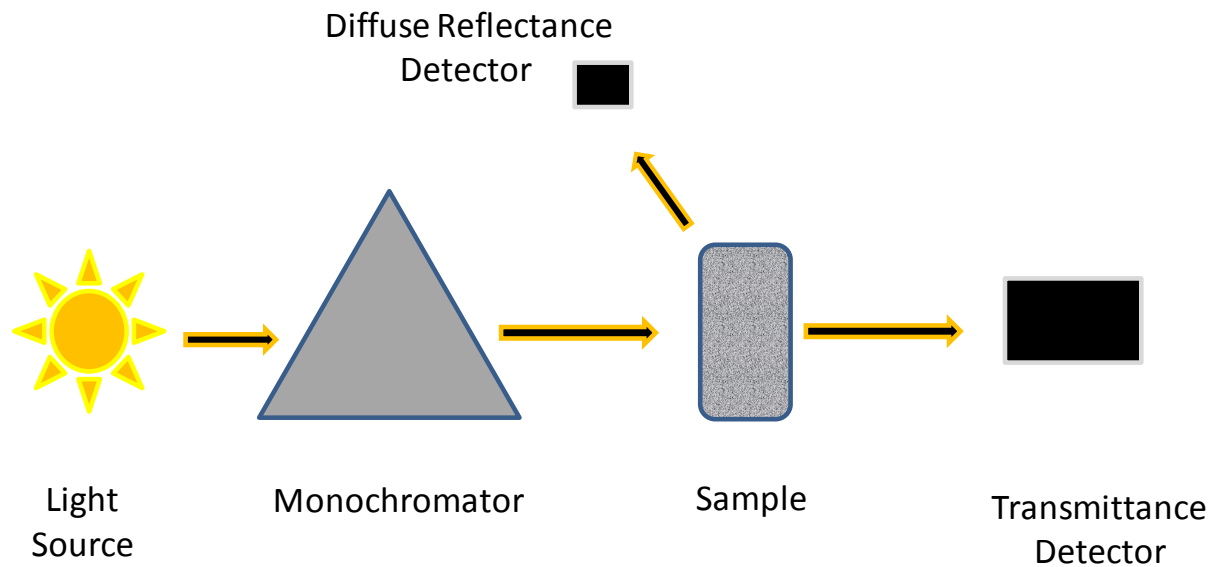 Diffuse Reflectance
Detector
Light
Source
Monochromator
Sample
Transmittance
Detector